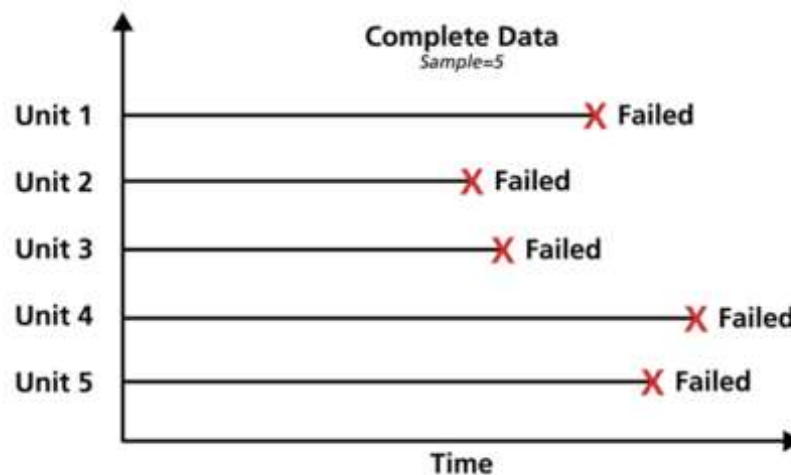 Complete Data
Sample=5
Unit 1 X Failed
Unit 2 X Failed
Unit 3 X Failed
Unit 4 X Failed
Unit 5 X Failed
Time